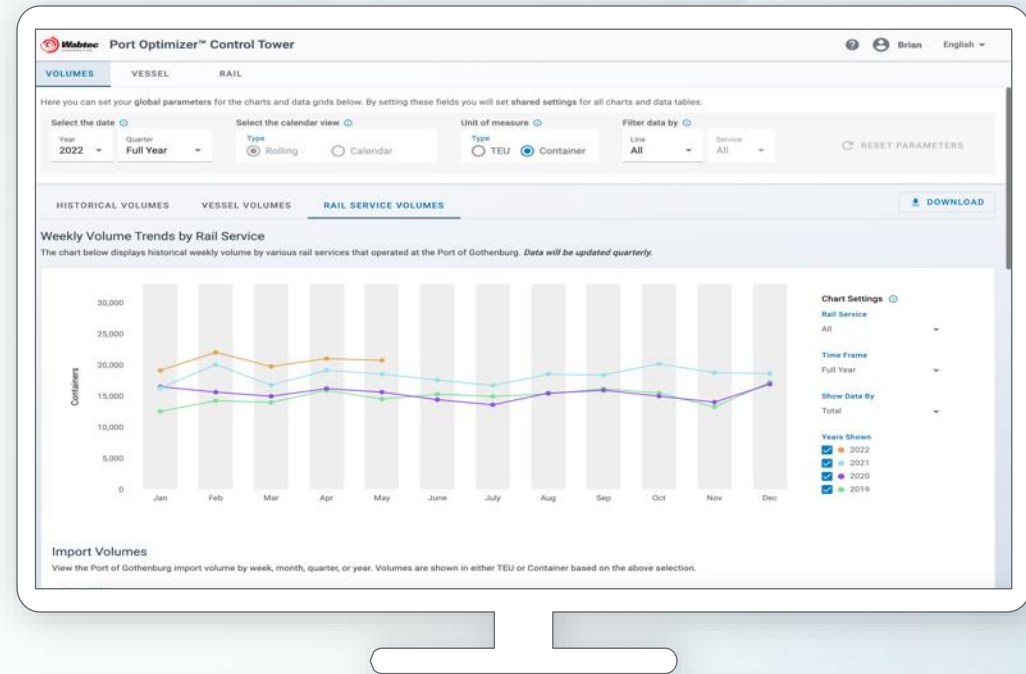 Wabtec Port Optimizer™ Control Tower
Brian English
VOLUMES VESSEL RAIL
Here you can set your global parameters for the charts and data grids below. By setting these fields you will set shared settings for all charts and data tables.
Select the date Select the calendar view Unit of measure Filter data by
Year Quarter Type Type Line Service
2022 Full Year Rolling Calendar TEU Container All All RESET PARAMETERS
HISTORICAL VOLUMES VESSEL VOLUMES RAIL SERVICE VOLUMES DOWNLOAD
Weekly Volume Trends by Rail Service
The chart below displays historical weekly volume by various rail services that operated at the Port of Gothenburg. Data will be updated quarterly.
Containers
30,000
25,000
20,000
15,000
10,000
5,000
0
Jan Feb Mar Apr May June July Aug Sep Oct Nov Dec
Chart Settings
Rail Service
All
Time Frame
Full Year
Show Data By
Total
Years Shown
2022
2021
2020
2019
Import Volumes
View the Port of Gothenburg import volume by week, month, quarter, or year. Volumes are shown in either TEU or Container based on the above selection.